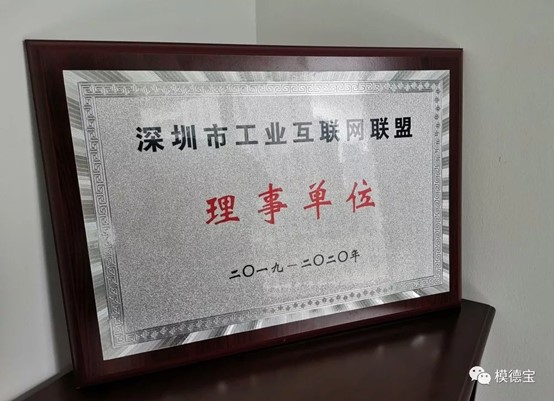 深圳市工业互联网联盟
理事单位
二〇一九－二〇二〇年
模德宝